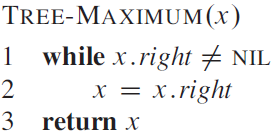 TREE-MAXIMUM(x)
1 while x.right ≠ NIL
2 x = x.right
3 return x